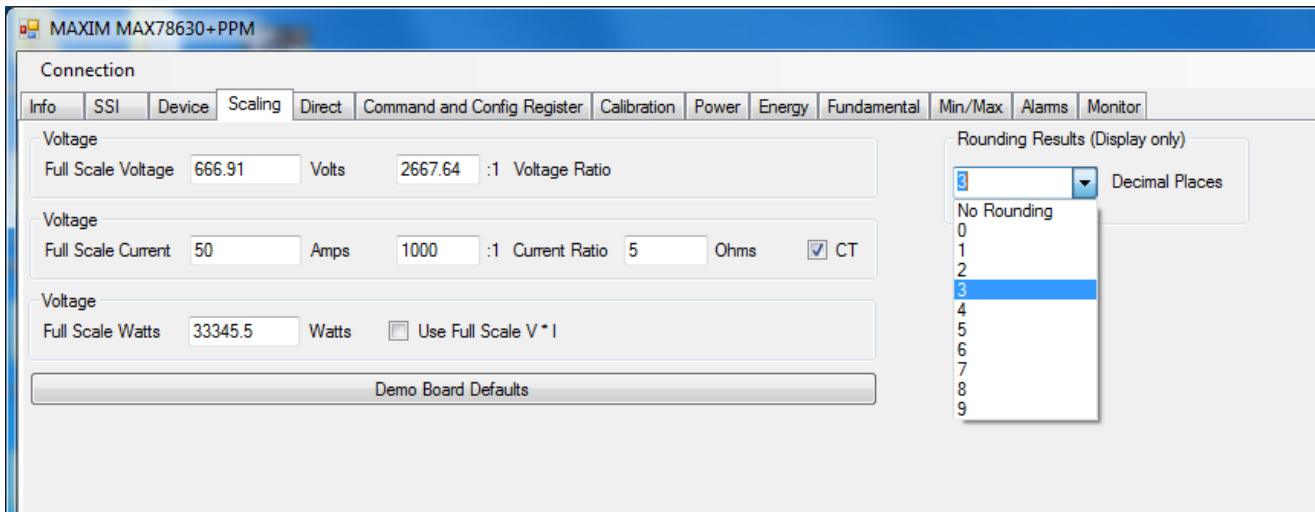 MAXIM MAX78630+PPM
Connection
Info SSI Device Scaling Direct Command and Config Register Calibration Power Energy Fundamental Min/Max Alarms Monitor
Voltage
Full Scale Voltage 666.91 Volts 2667.64 :1 Voltage Ratio
Voltage
Full Scale Current 50 Amps 1000 :1 Current Ratio 5 Ohms CT
Voltage
Full Scale Watts 33345.5 Watts Use Full Scale V * I
Demo Board Defaults
Rounding Results (Display only)
3 Decimal Places
No Rounding
0
1
2
3
4
5
6
7
8
9